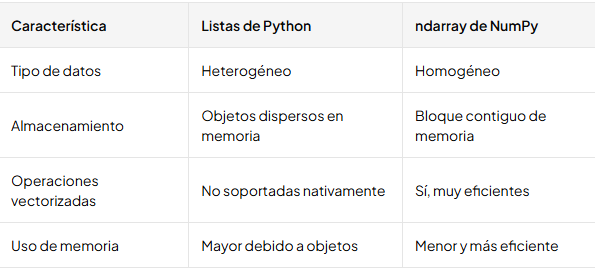 Característica Listas de Python ndarray de NumPy
Tipo de datos Heterogéneo Homogéneo
Almacenamiento Objetos dispersos en memoria Bloque contiguo de memoria
Operaciones vectorizadas No soportadas nativamente Sí, muy eficientes
Uso de memoria Mayor debido a objetos Menor y más eficiente